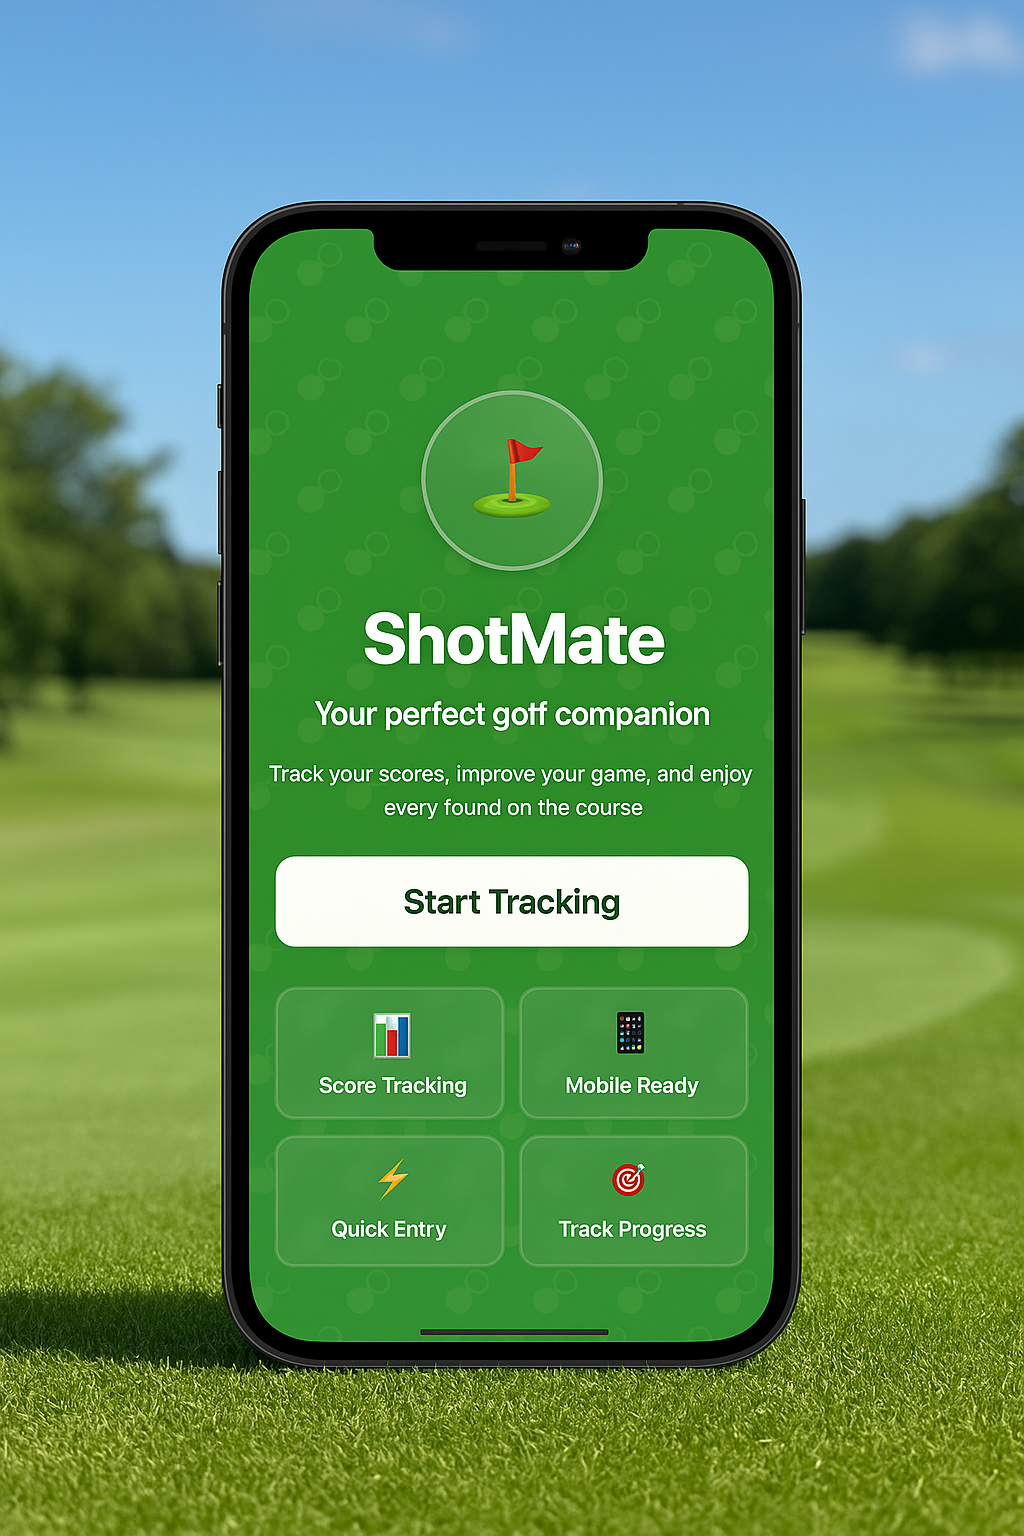 ShotMate
Your perfect golf companion
Track your scores, improve your game, and enjoy
every found on the course
Start Tracking
Score Tracking
Mobile Ready
Quick Entry
Track Progress